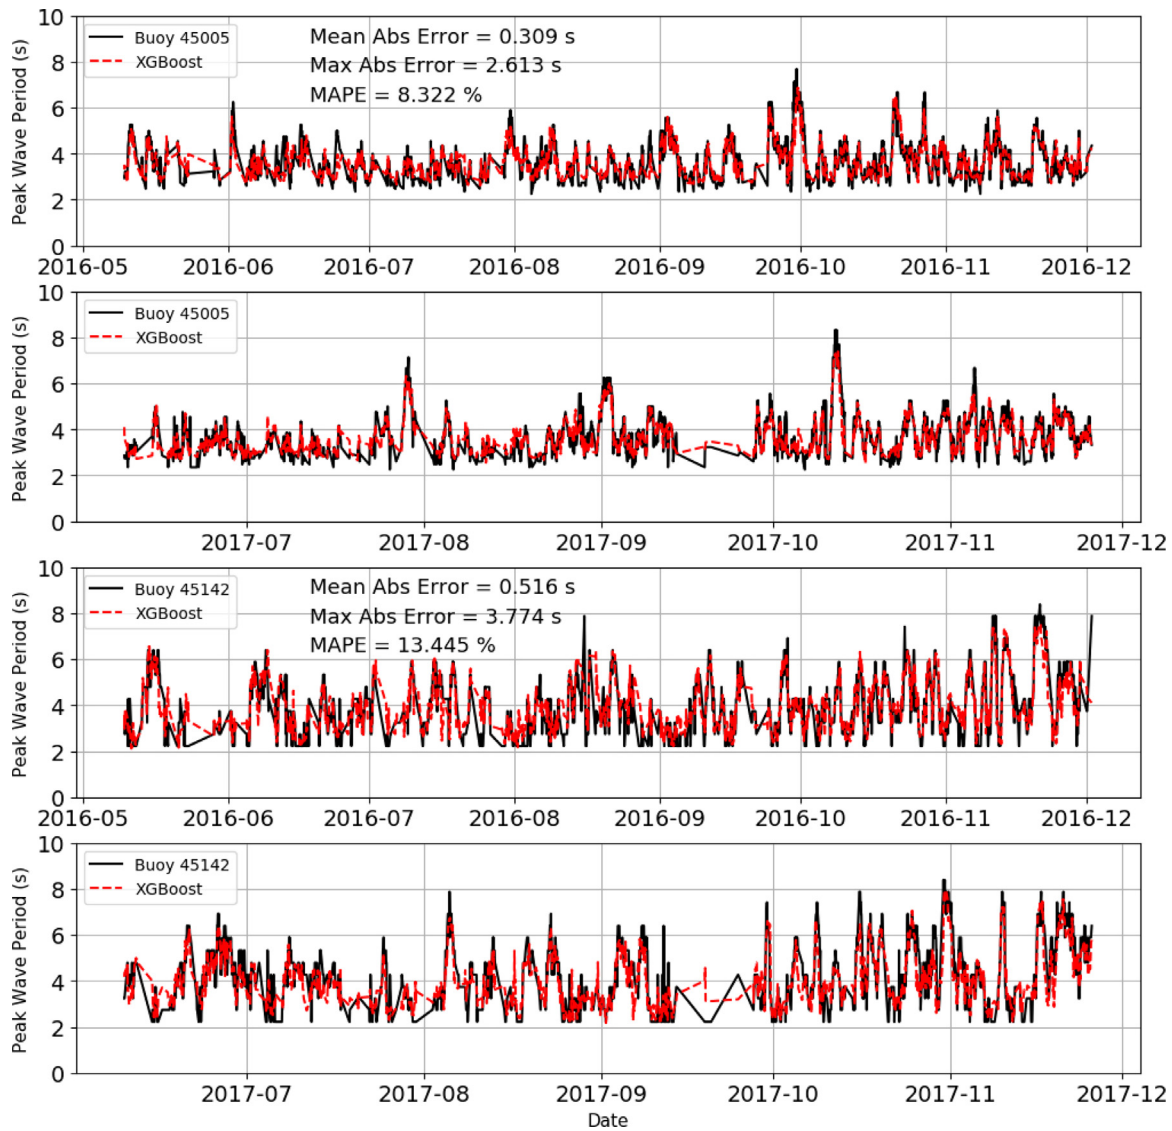 10
8
6
4
2
0
Peak Wave Period (s)
Buoy 45005
XGBoost
Mean Abs Error = 0.309 s
Max Abs Error = 2.613 s
MAPE = 8.322 %
2016-05 2016-06 2016-07 2016-08 2016-09 2016-10 2016-11 2016-12
10
8
6
4
2
0
Peak Wave Period (s)
Buoy 45005
XGBoost
2017-07 2017-08 2017-09 2017-10 2017-11 2017-12
10
8
6
4
2
0
Peak Wave Period (s)
Buoy 45142
XGBoost
Mean Abs Error = 0.516 s
Max Abs Error = 3.774 s
MAPE = 13.445 %
2016-05 2016-06 2016-07 2016-08 2016-09 2016-10 2016-11 2016-12
10
8
6
4
2
0
Peak Wave Period (s)
Buoy 45142
XGBoost
2017-07 2017-08 2017-09 2017-10 2017-11 2017-12
Date